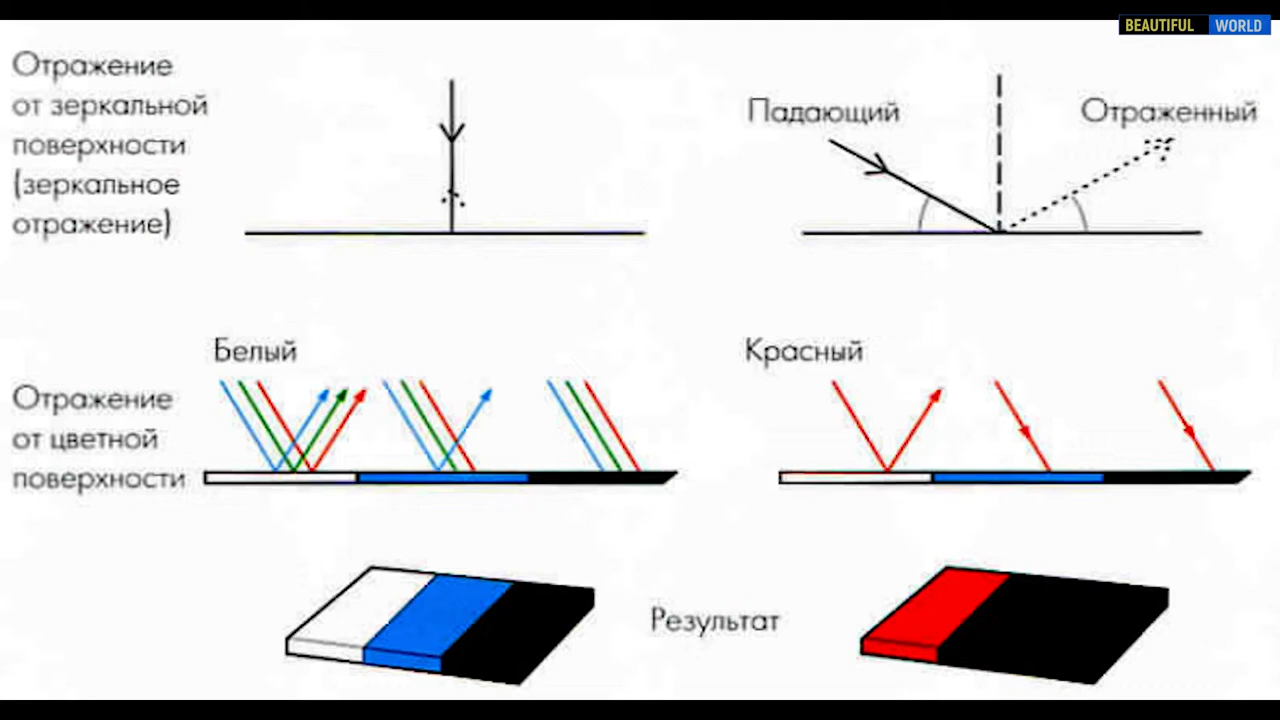 BEAUTIFUL WORLD
Отражение
от зеркальной
поверхности
(зеркальное
отражение)
Падающий
Отраженный
Белый
Красный
Отражение
от цветной
поверхности
Результат